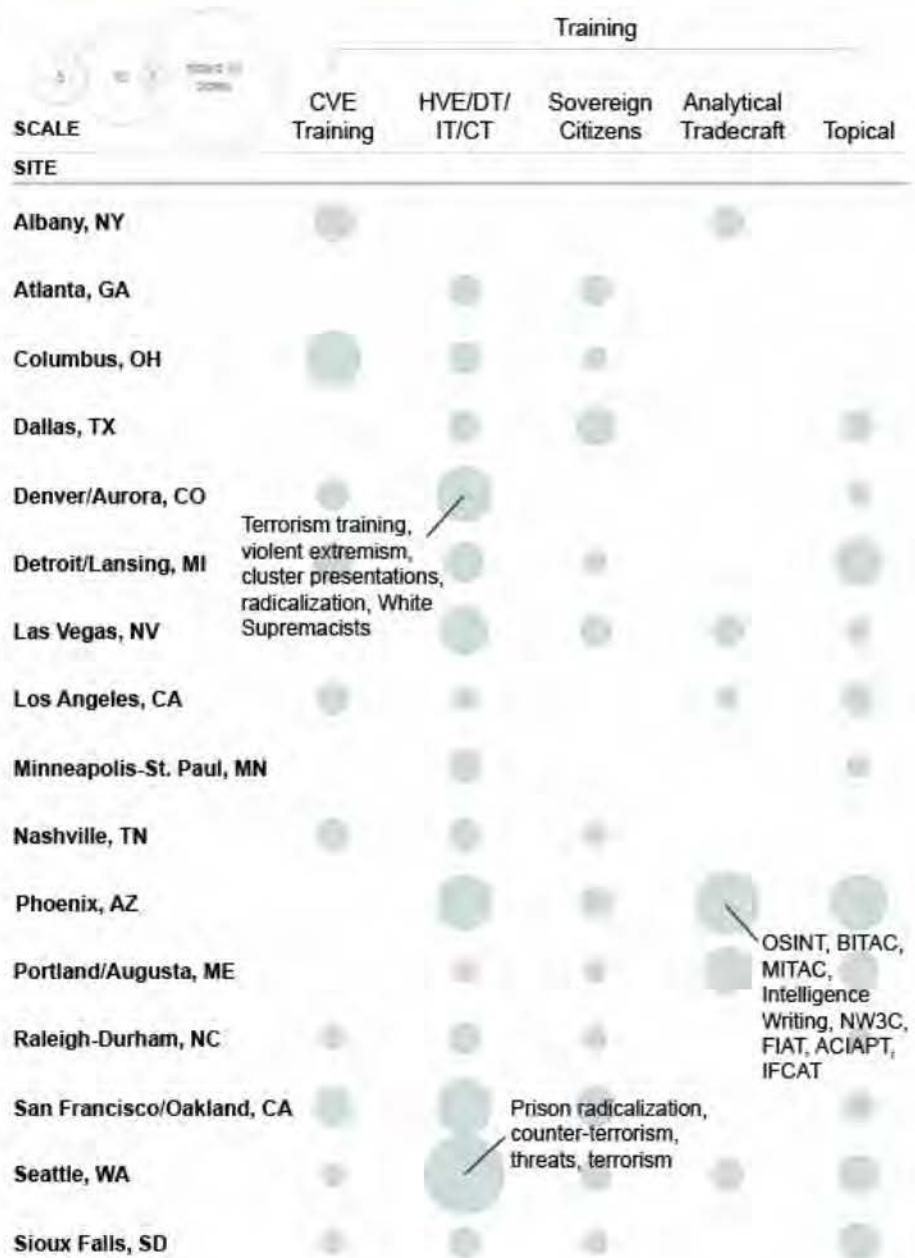 Training
5
CVE
Training
HVE/DT/
IT/CT
Sovereign
Citizens
Analytical
Tradecraft
Topical
SCALE
SITE
Albany, NY
Atlanta, GA
Columbus, OH
Dallas, TX
Denver/Aurora, CO
Terrorism training,
violent extremism,
cluster presentations,
radicalization, White
Supremacists
Detroit/Lansing, MI
Las Vegas, NV
Los Angeles, CA
Minneapolis-St. Paul, MN
Nashville, TN
Phoenix, AZ
OSINT, BITAC,
MITAC,
Intelligence
Writing, NW3C,
FIAT, ACIAPT,
IFCAT
Portland/Augusta, ME
Raleigh-Durham, NC
San Francisco/Oakland, CA
Prison radicalization,
counter-terrorism,
threats, terrorism
Seattle, WA
Sioux Falls, SD